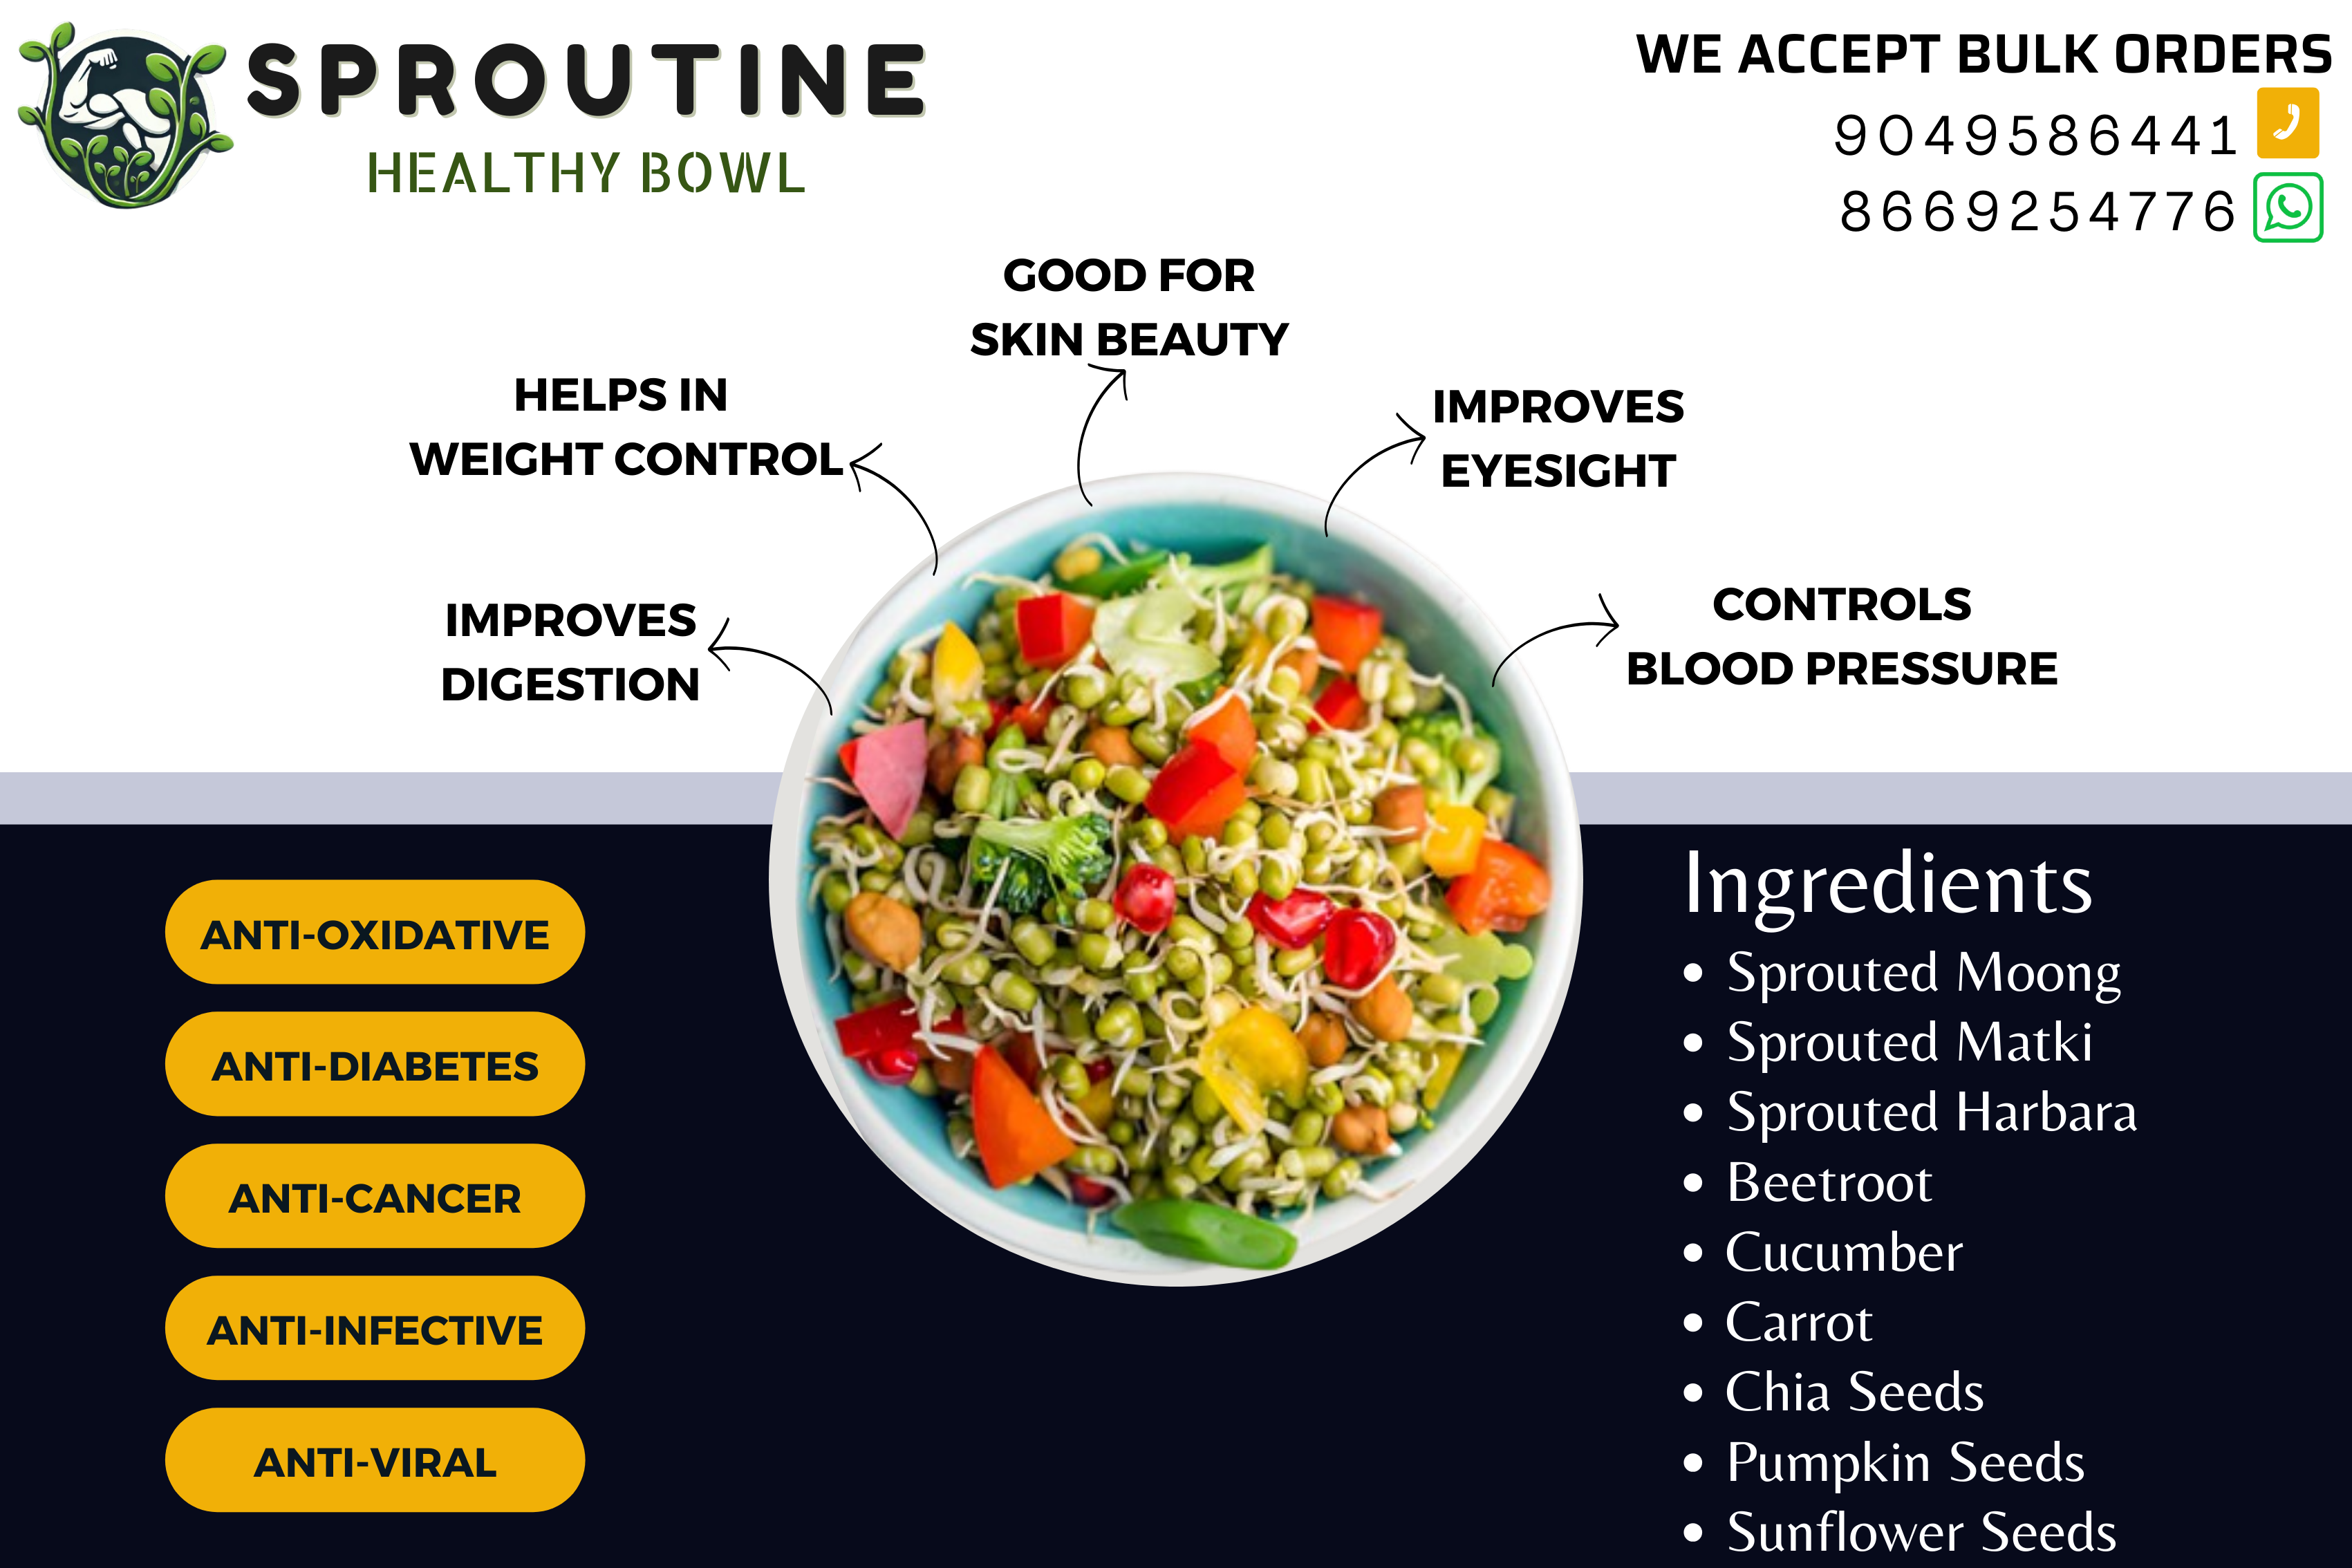 SPROUTINE
HEALTHY BOWL
WE ACCEPT BULK ORDERS
9049586441
8669254776
GOOD FOR
SKIN BEAUTY
HELPS IN
WEIGHT CONTROL
IMPROVES
EYESIGHT
IMPROVES
DIGESTION
CONTROLS
BLOOD PRESSURE
ANTI-OXIDATIVE
ANTI-DIABETES
ANTI-CANCER
ANTI-INFECTIVE
ANTI-VIRAL
Ingredients
• Sprouted Moong
• Sprouted Matki
• Sprouted Harbara
• Beetroot
• Cucumber
• Carrot
• Chia Seeds
• Pumpkin Seeds
• Sunflower Seeds